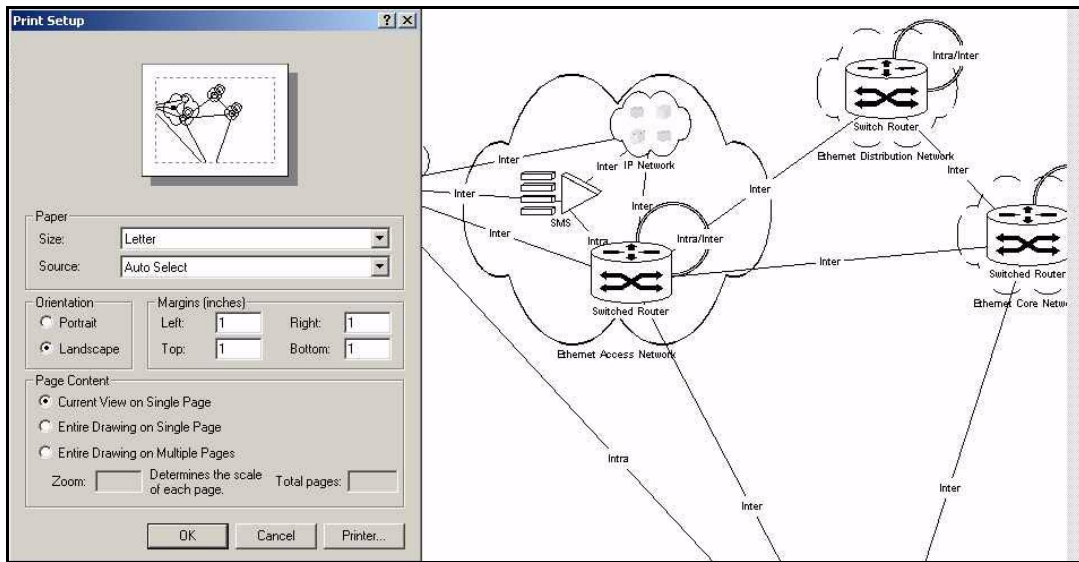 Print Setup
Paper
Size: Letter
Source: Auto Select
Orientation
Portrait
Landscape
Margins (inches)
Left: 1 Right: 1
Top: 1 Bottom: 1
Page Content
Current View on Single Page
Entire Drawing on Single Page
Entire Drawing on Multiple Pages
Zoom: Determines the scale of each page. Total pages:
OK Cancel Printer...
Intra/Inter
Switch Router
Ethernet Distribution Network
Inter
Inter
IP Network
Inter
Inter
Inter
Inter
SMS
Inter
Intra
Intra/Inter
Inter
Inter
Switched Router
Switched Router
Ethernet Core Netw
Ethernet Access Network
Intra
Inter
Inter